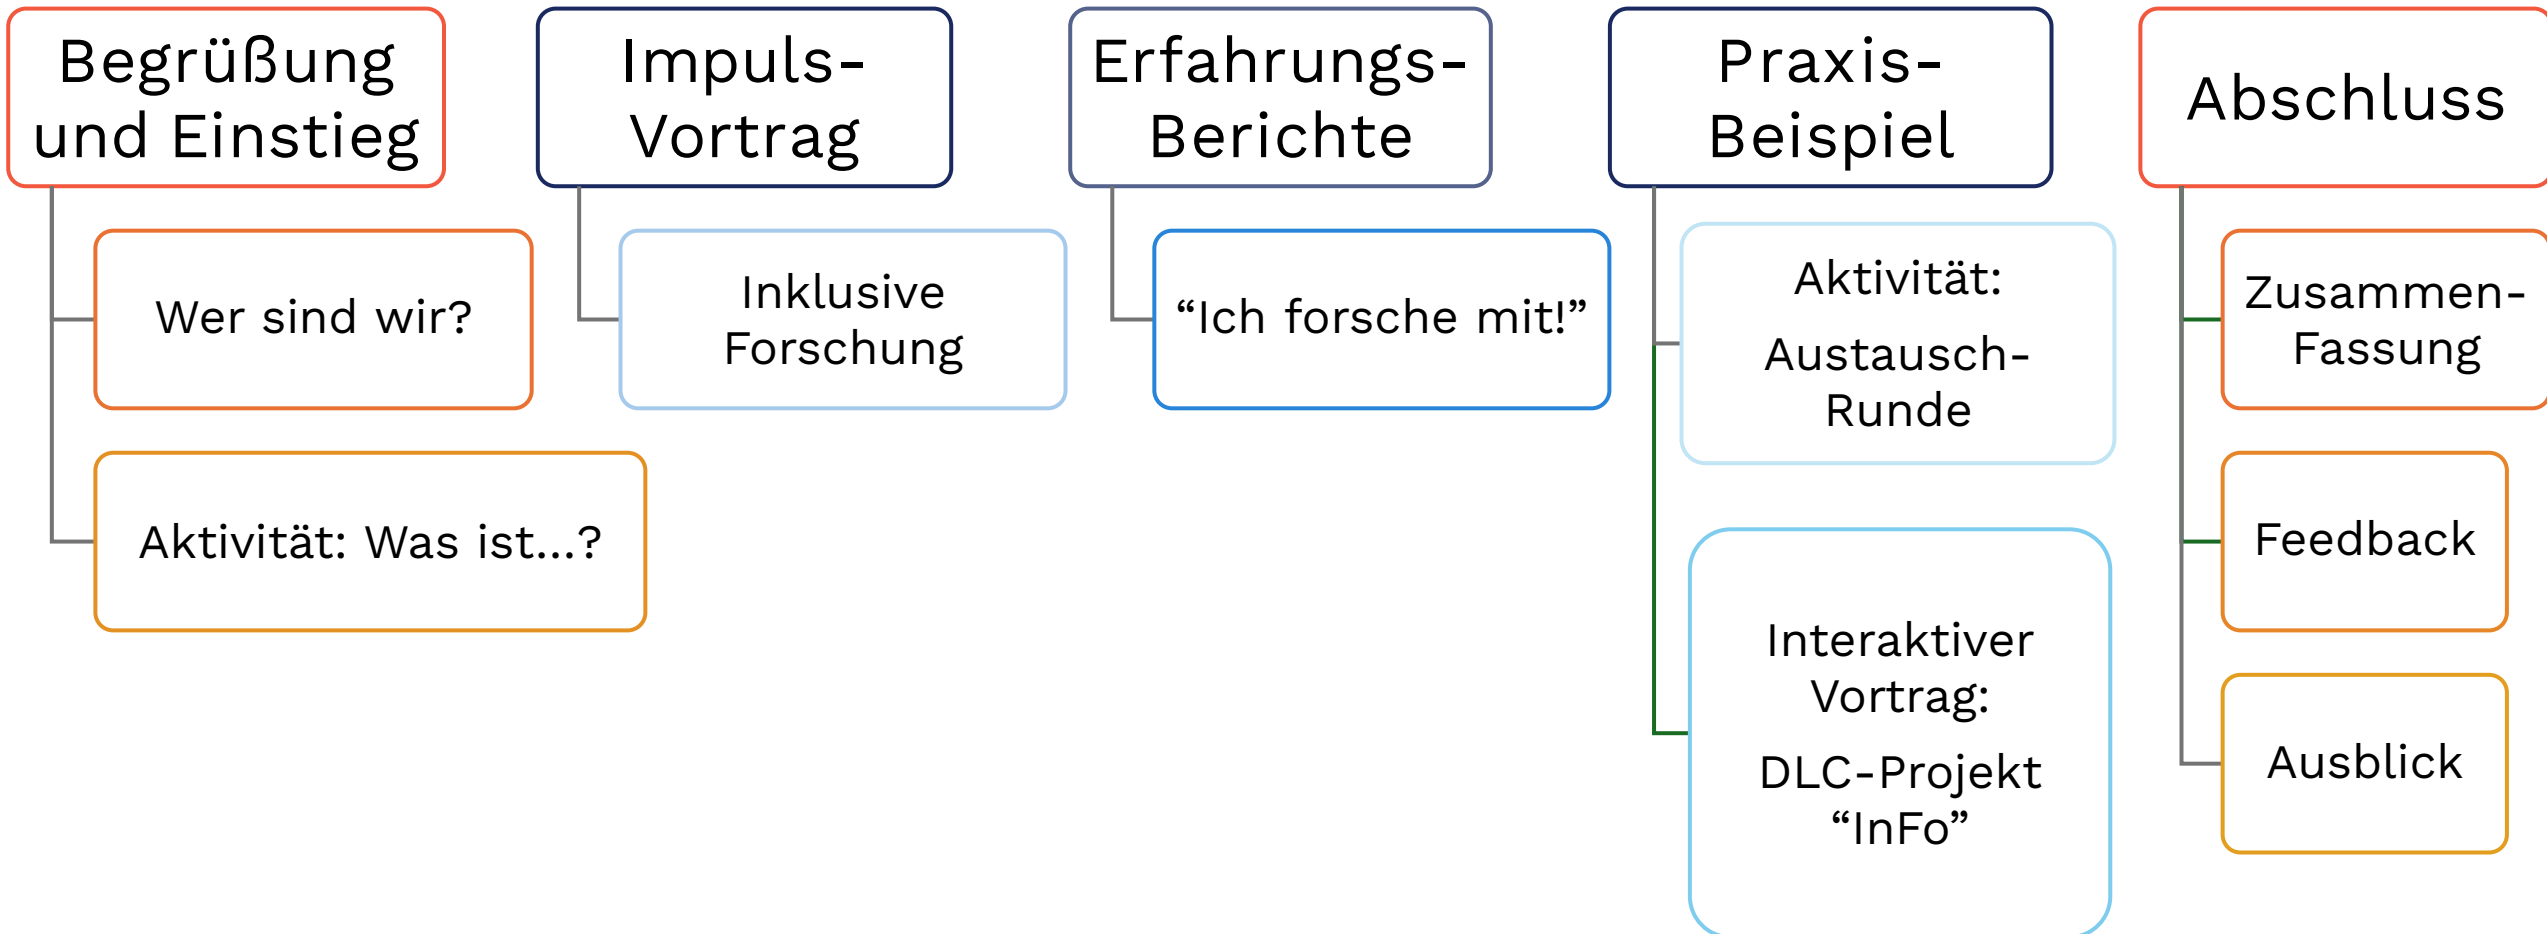 Begrüßung
und Einstieg
Wer sind wir?
Aktivität: Was ist...?
Impuls-
Vortrag
Inklusive
Forschung
Erfahrungs-
Berichte
“Ich forsche mit!”
Praxis-
Beispiel
Aktivität:
Austausch-
Runde
Interaktiver
Vortrag:
DLC-Projekt
“InFo”
Abschluss
Zusammen-
Fassung
Feedback
Ausblick